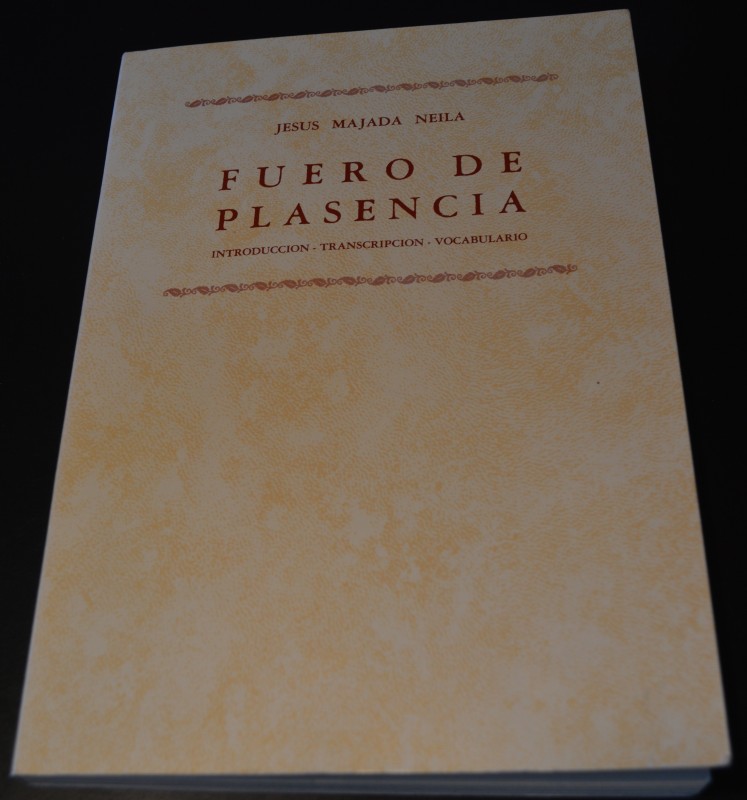 JESUS MAJADA NEILA
FUERO DE
PLASENCIA
INTRODUCCION - TRANSCRIPCION - VOCABULARIO